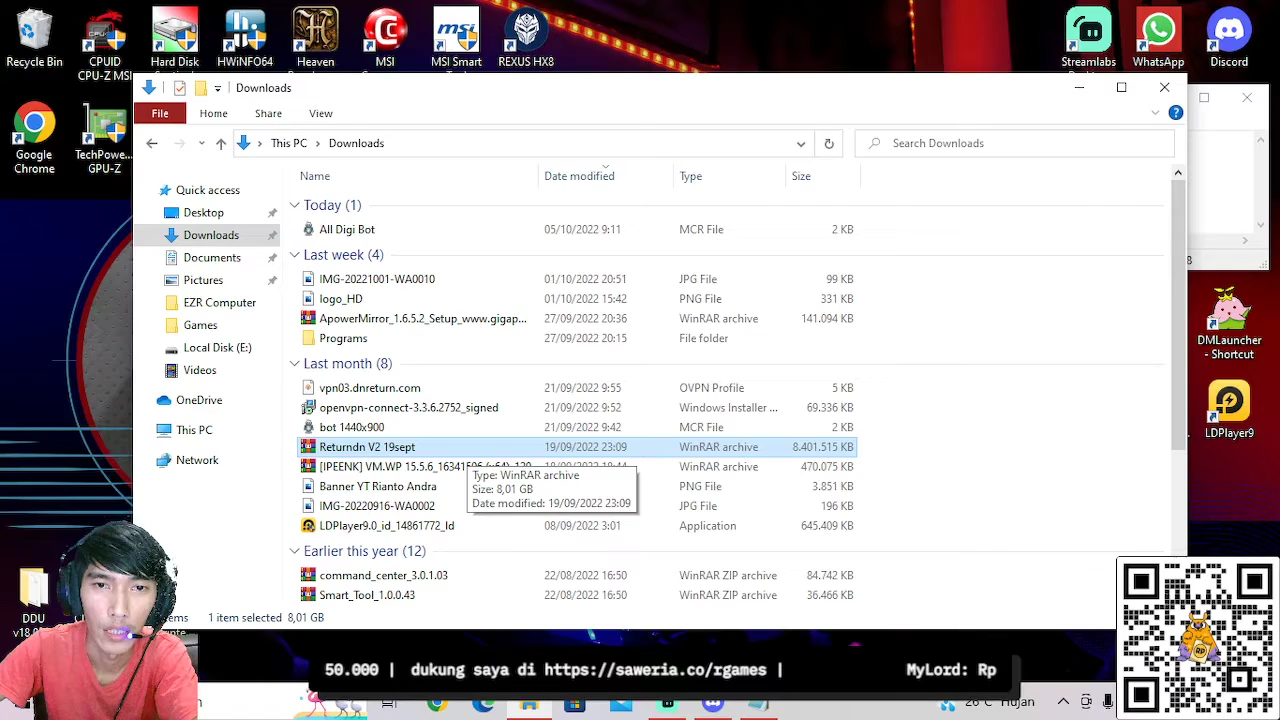 Recycle Bin
CPUID CPU-Z MSI
Hard Disk
HWINFO64
Heaven
MSI
MSI Smart
REXUS HX8
Streamlabs
WhatsApp
Discord
Downloads
File Home Share View
This PC > Downloads
Search Downloads
Name Date modified Type Size
Google Chrome
TechPower... GPU-Z
Quick access
Desktop
Downloads
Documents
Pictures
EZR Computer
Games
Local Disk (E:)
Videos
OneDrive
This PC
Network
Today (1)
All Digi Bot 05/10/2022 9:11 MCR File 2 KB
Last week (4)
IMG-20221001-WA0010 01/10/2022 20:51 JPG File 99 KB
logo_HD 01/10/2022 15:42 PNG File 331 KB
ApowerMirror_1.6.5.2_Setup_www.gigap... 27/09/2022 20:36 WinRAR archive 141.094 KB
Programs 27/09/2022 20:15 File folder
Last month (8)
vpn03.dnreturn.com 21/09/2022 9:55 OVPN Profile 5 KB
openvpn-connect-3.3.6.2752_signed 21/09/2022 9:52 Windows Installer ... 69.336 KB
bot 1440x900 21/09/2022 9:42 MCR File 2 KB
Returndn V2 19sept 19/09/2022 23:09 WinRAR archive 8.401.515 KB
[IPEENK] VM.WP 15.5.6_ WinRAR archive 470.075 KB
Type: WinRAR archive
Size: 8,01 GB
Date modified: 19/09/2022 23:09
Banner YT Rianto Andra PNG File 3.851 KB
IMG-20220916-WA0002 JPG File 196 KB
LDPlayer9.0_id_14861772_ld 08/09/2022 3:01 Application 645.409 KB
Earlier this year (12)
command_center_3.0.1.03 22/08/2022 16:50 WinRAR ZIP archive 84.742 KB
Smart_Tool_1.0.0.43 22/08/2022 16:50 WinRAR ZIP archive 36.466 KB
1 item selected 8,01 GB
DMLauncher - Shortcut
LDPlayer9
DDU
50.000 | dukung saya di https://saweria.co/rgames | Mywood: Rp
Hujan